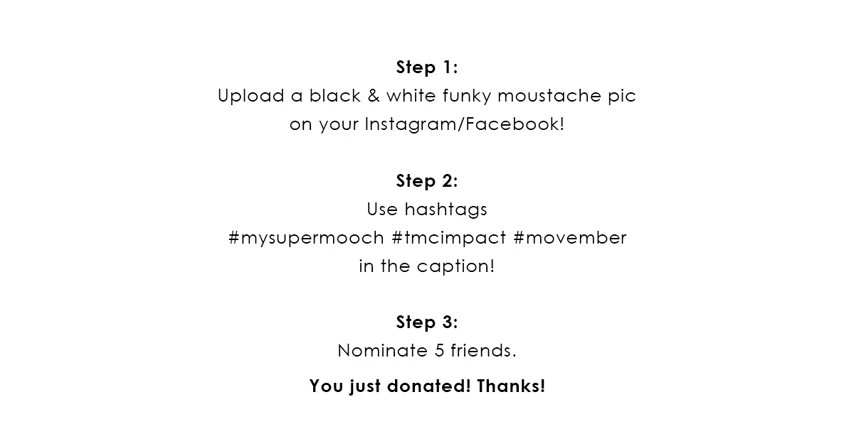 Step 1:
Upload a black & white funky moustache pic
on your Instagram/Facebook!
Step 2:
Use hashtags
#mysupermooch #tmcimpact #movember
in the caption!
Step 3:
Nominate 5 friends.
You just donated! Thanks!